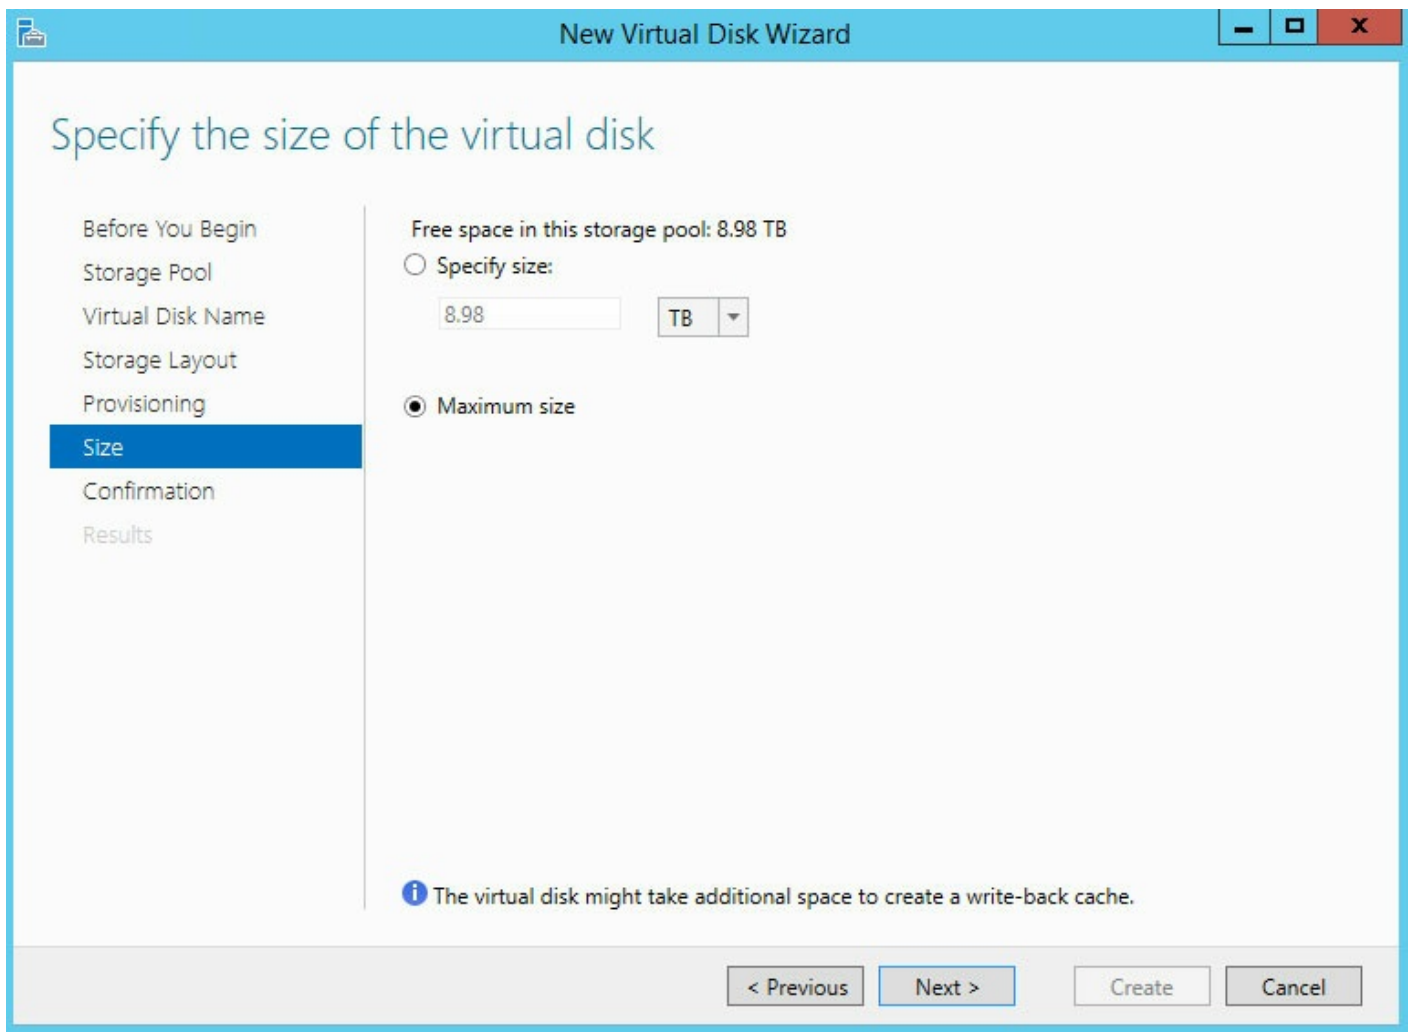 New Virtual Disk Wizard
Specify the size of the virtual disk
Before You Begin
Storage Pool
Virtual Disk Name
Storage Layout
Provisioning
Size
Confirmation
Results
Free space in this storage pool: 8.98 TB
Specify size:
8.98 TB
Maximum size
The virtual disk might take additional space to create a write-back cache.
< Previous Next > Create Cancel